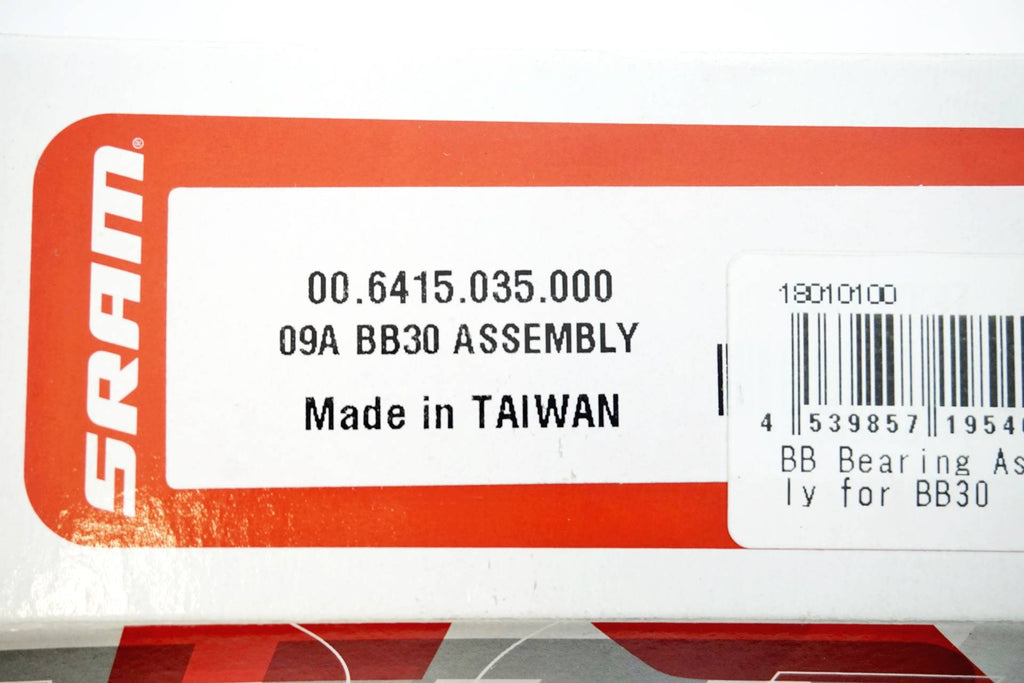 SRAM®
00.6415.035.000
09A BB30 ASSEMBLY
Made in TAIWAN
18010100
4 539857 1954
BB Bearing As
ly for BB30